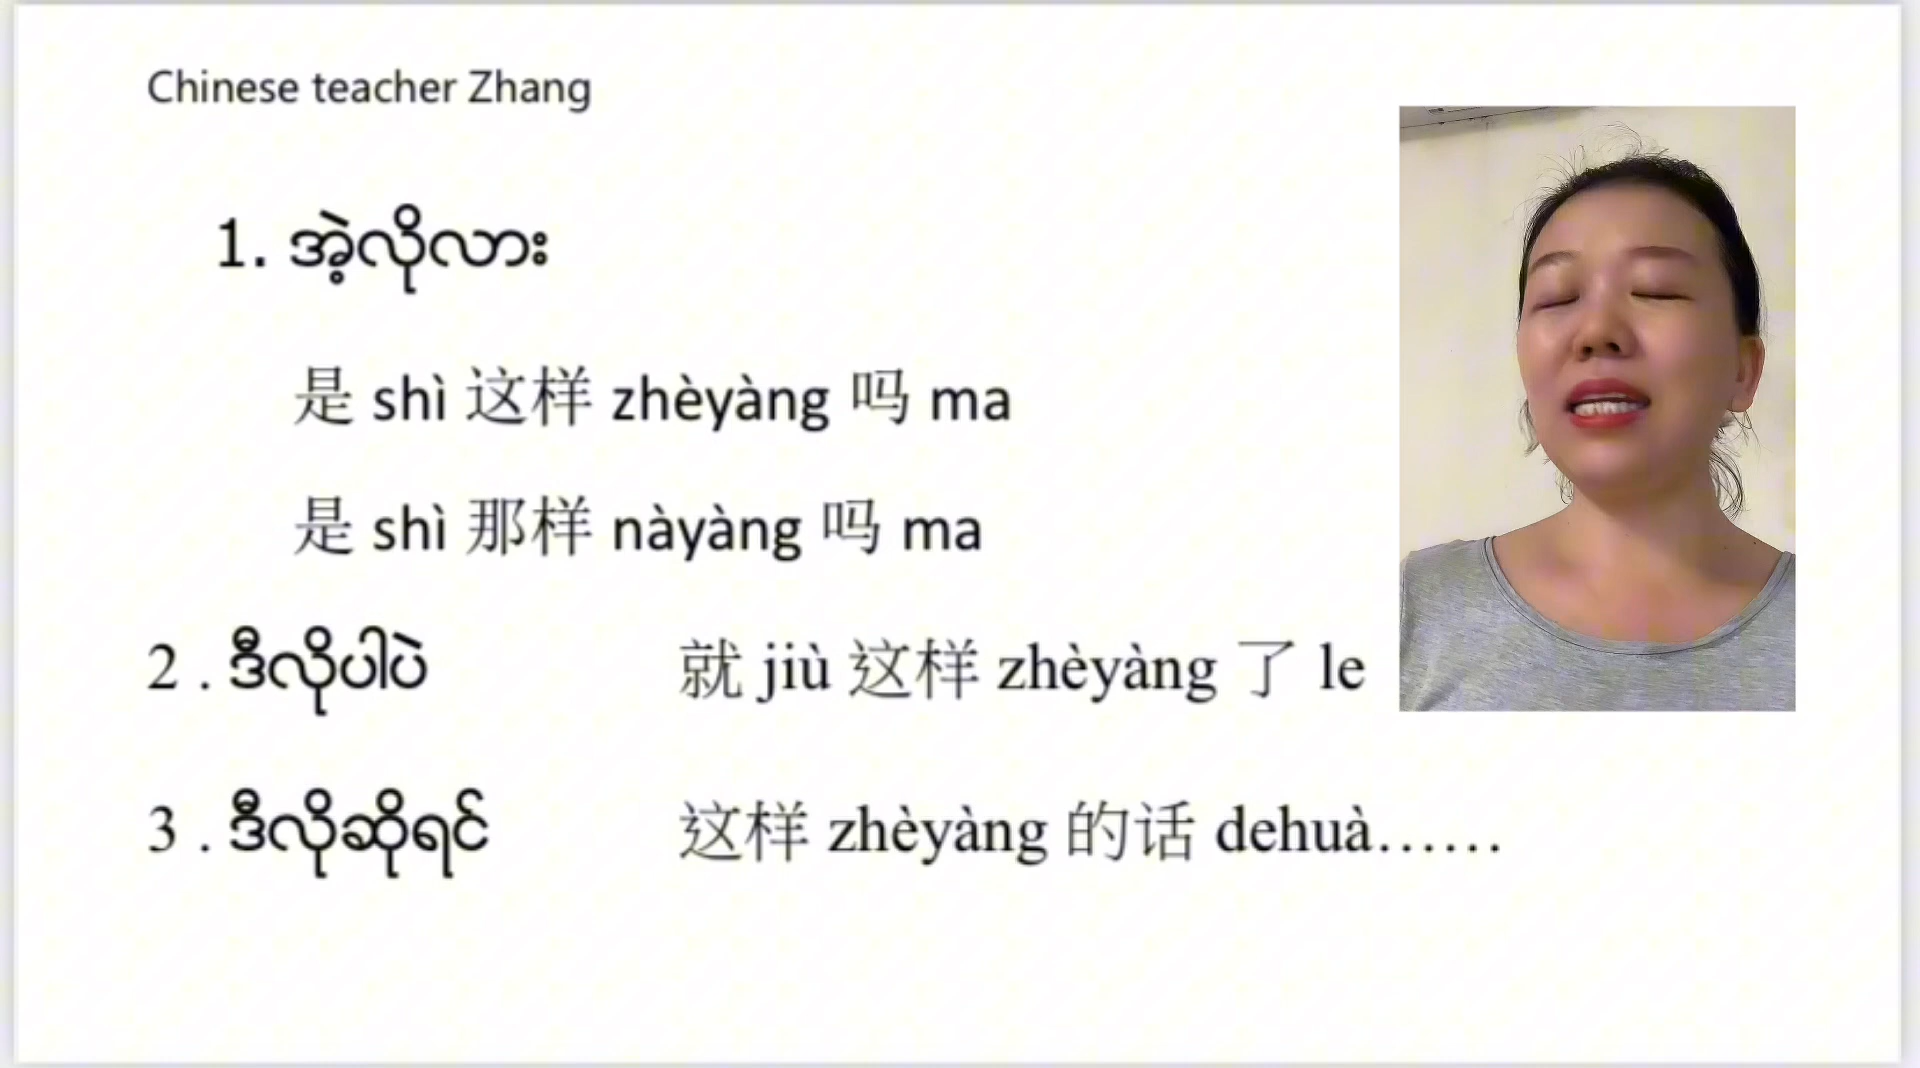 Chinese teacher Zhang
1. အဲ့လိုလား
是 shì 这样 zhèyàng 吗 ma
是 shì 那样 nàyàng 吗 ma
2 . ဒီလိုပါပဲ 就 jiù 这样 zhèyàng 了 le
3 . ဒီလိုဆိုရင် 这样 zhèyàng 的话 dehuà……